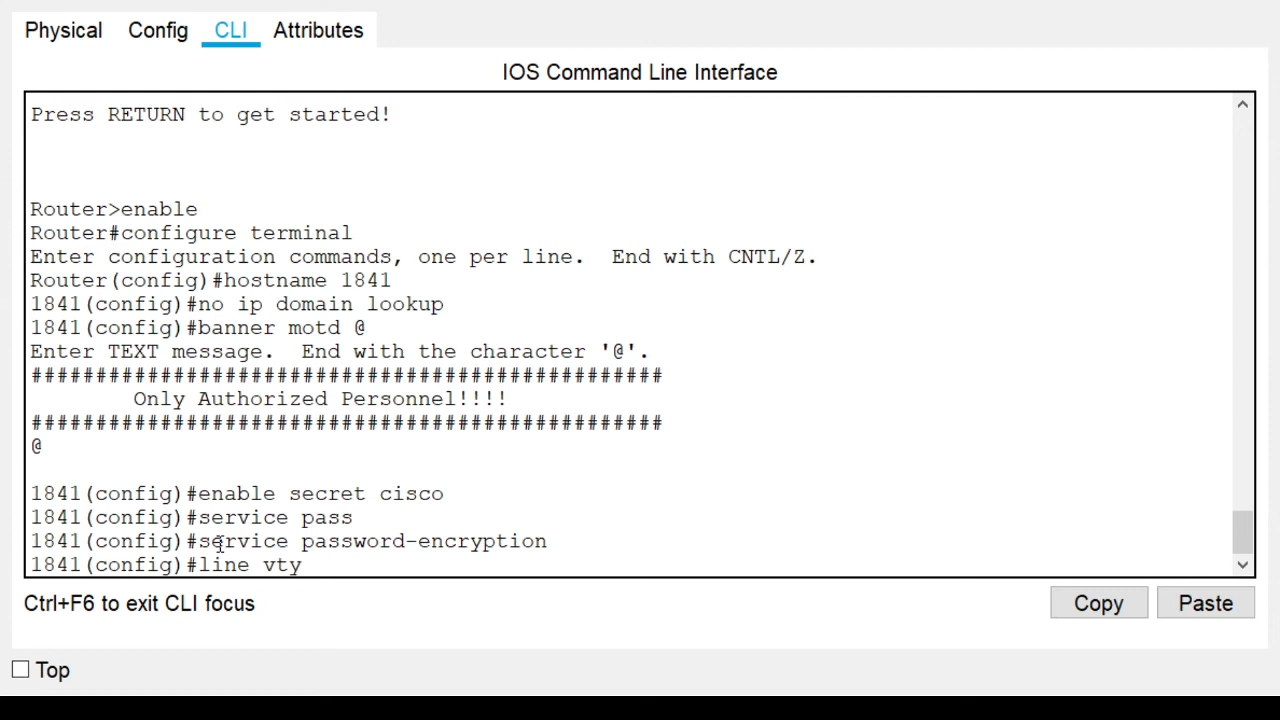 Physical Config CLI Attributes
IOS Command Line Interface
Press RETURN to get started!
Router>enable
Router#configure terminal
Enter configuration commands, one per line.  End with CNTL/Z.
Router(config)#hostname 1841
1841(config)#no ip domain lookup
1841(config)#banner motd @
Enter TEXT message.  End with the character '@'.
#################################################
        Only Authorized Personnel!!!!
#################################################
@
1841(config)#enable secret cisco
1841(config)#service pass
1841(config)#service password-encryption
1841(config)#line vty
Ctrl+F6 to exit CLI focus
Copy Paste
Top